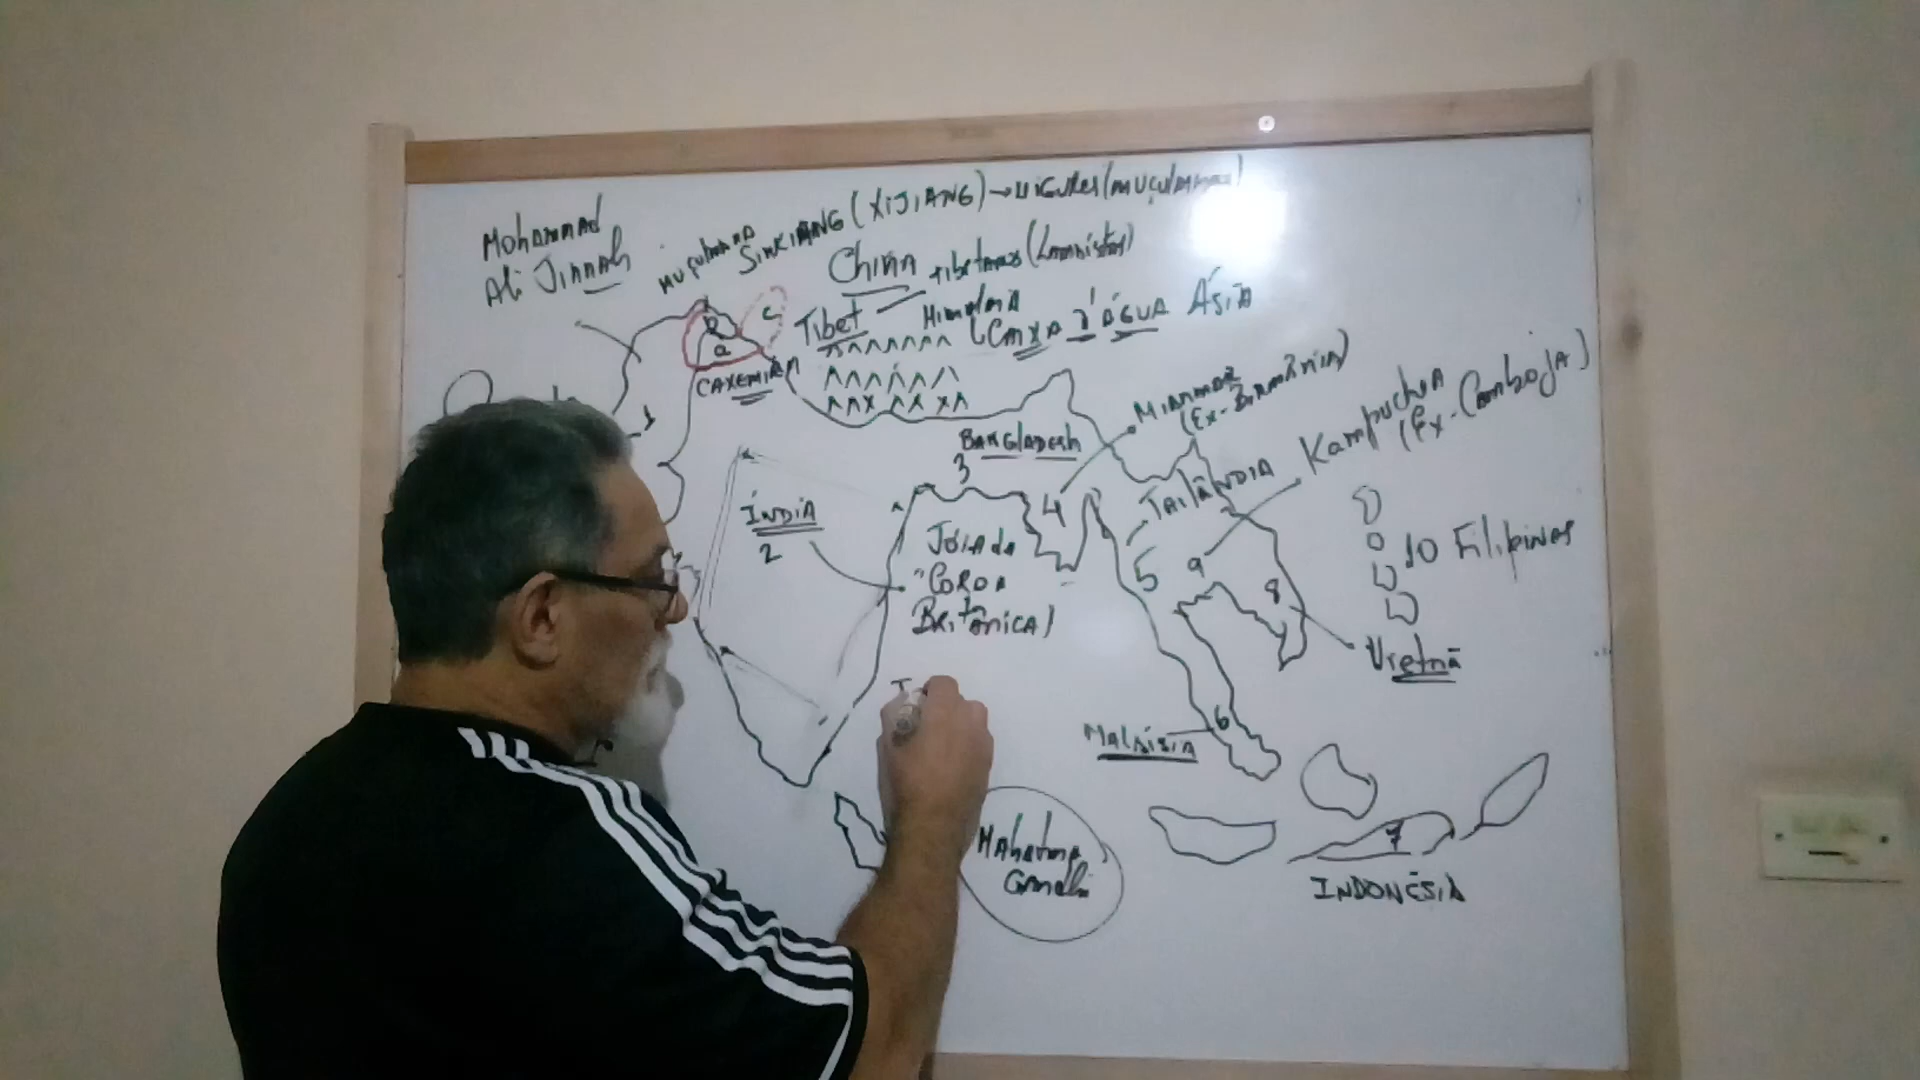 Mohammad
Ali Jinnah
muçulmana
SINKIANG (XIJIANG) → UIGURES (muçulmanos)
China
tibetanos (Lamaístas)
Tibet
Himalaia
(CAIXA D'ÁGUA ÁSIA
b
c
a
CAXEMIRA
1
BANGLADESH
3
MIANMAR
(Ex-Birmânia)
Kampuchea
(Ex-Camboja)
TAILÂNDIA
ÍNDIA
2
Jóia da
"COROA
BRITÂNICA)
4
5
9
8
10 Filipinas
Vietnã
MALÁSIA
6
7
INDONÉSIA
Mahatma
Gandhi